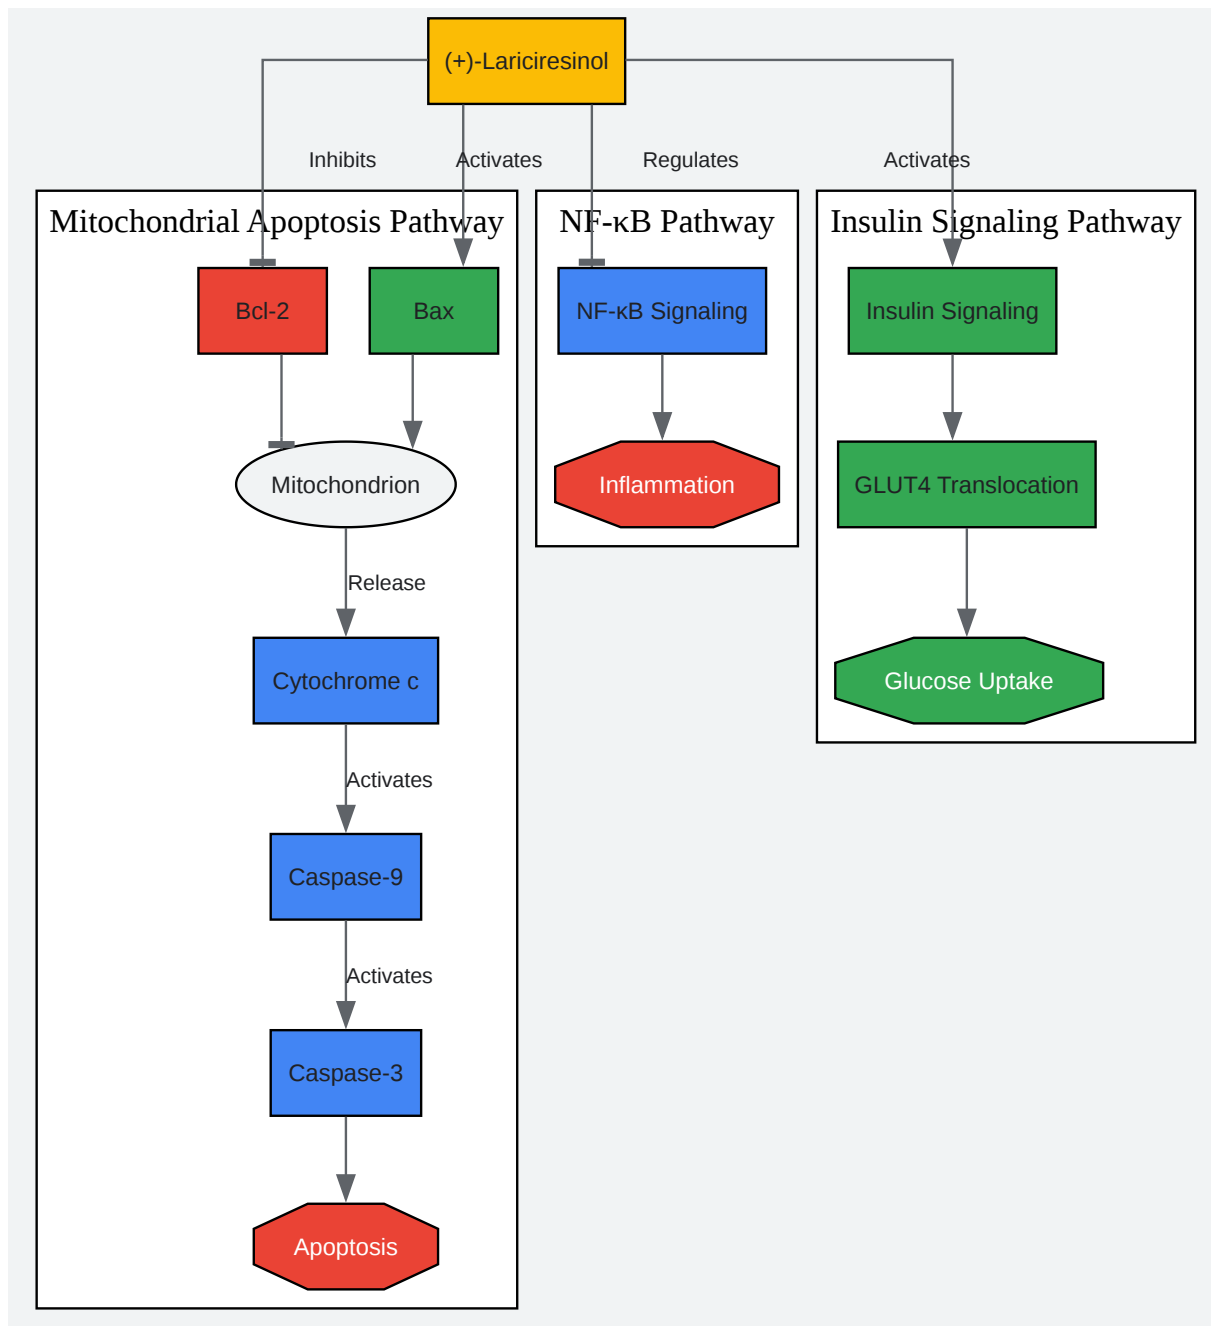 (+)-Lariciresinol
Inhibits
Activates
Regulates
Activates
Mitochondrial Apoptosis Pathway
NF-κB Pathway
Insulin Signaling Pathway
Bcl-2
Bax
NF-κB Signaling
Insulin Signaling
Mitochondrion
Inflammation
GLUT4 Translocation
Release
Cytochrome c
Glucose Uptake
Activates
Caspase-9
Activates
Caspase-3
Apoptosis